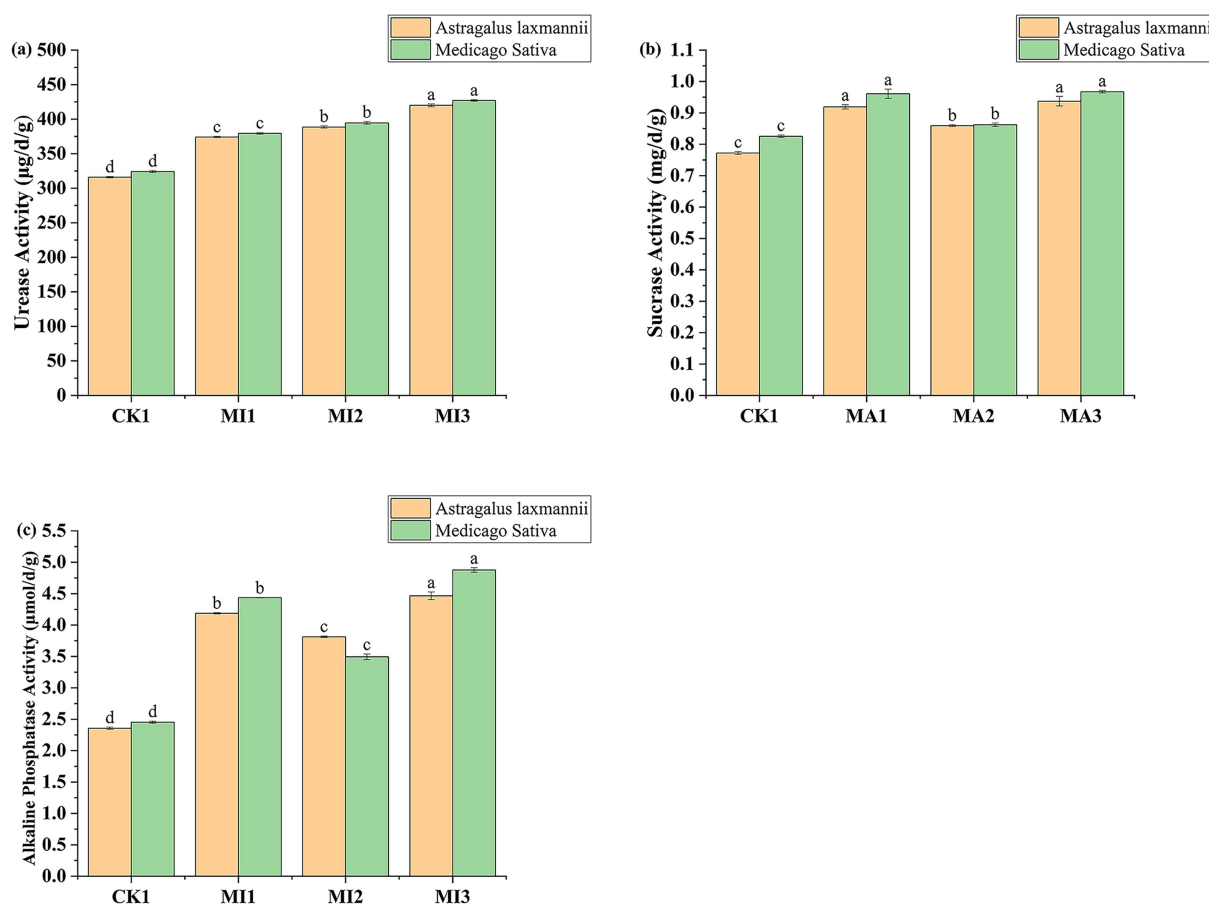 (a)
Astragalus laxmannii
Medicago Sativa
Urease Activity (μg/d/g)
500
450
400
350
300
250
200
150
100
50
0
d d
c c
b b
a a
CK1 MI1 MI2 MI3
(b)
Astragalus laxmannii
Medicago Sativa
Sucrase Activity (mg/d/g)
1.1
1.0
0.9
0.8
0.7
0.6
0.5
0.4
0.3
0.2
0.1
0.0
c c
a a
b b
a a
CK1 MA1 MA2 MA3
(c)
Astragalus laxmannii
Medicago Sativa
Alkaline Phosphatase Activity (μmol/d/g)
5.5
5.0
4.5
4.0
3.5
3.0
2.5
2.0
1.5
1.0
0.5
0.0
d d
b b
c c
a a
CK1 MI1 MI2 MI3